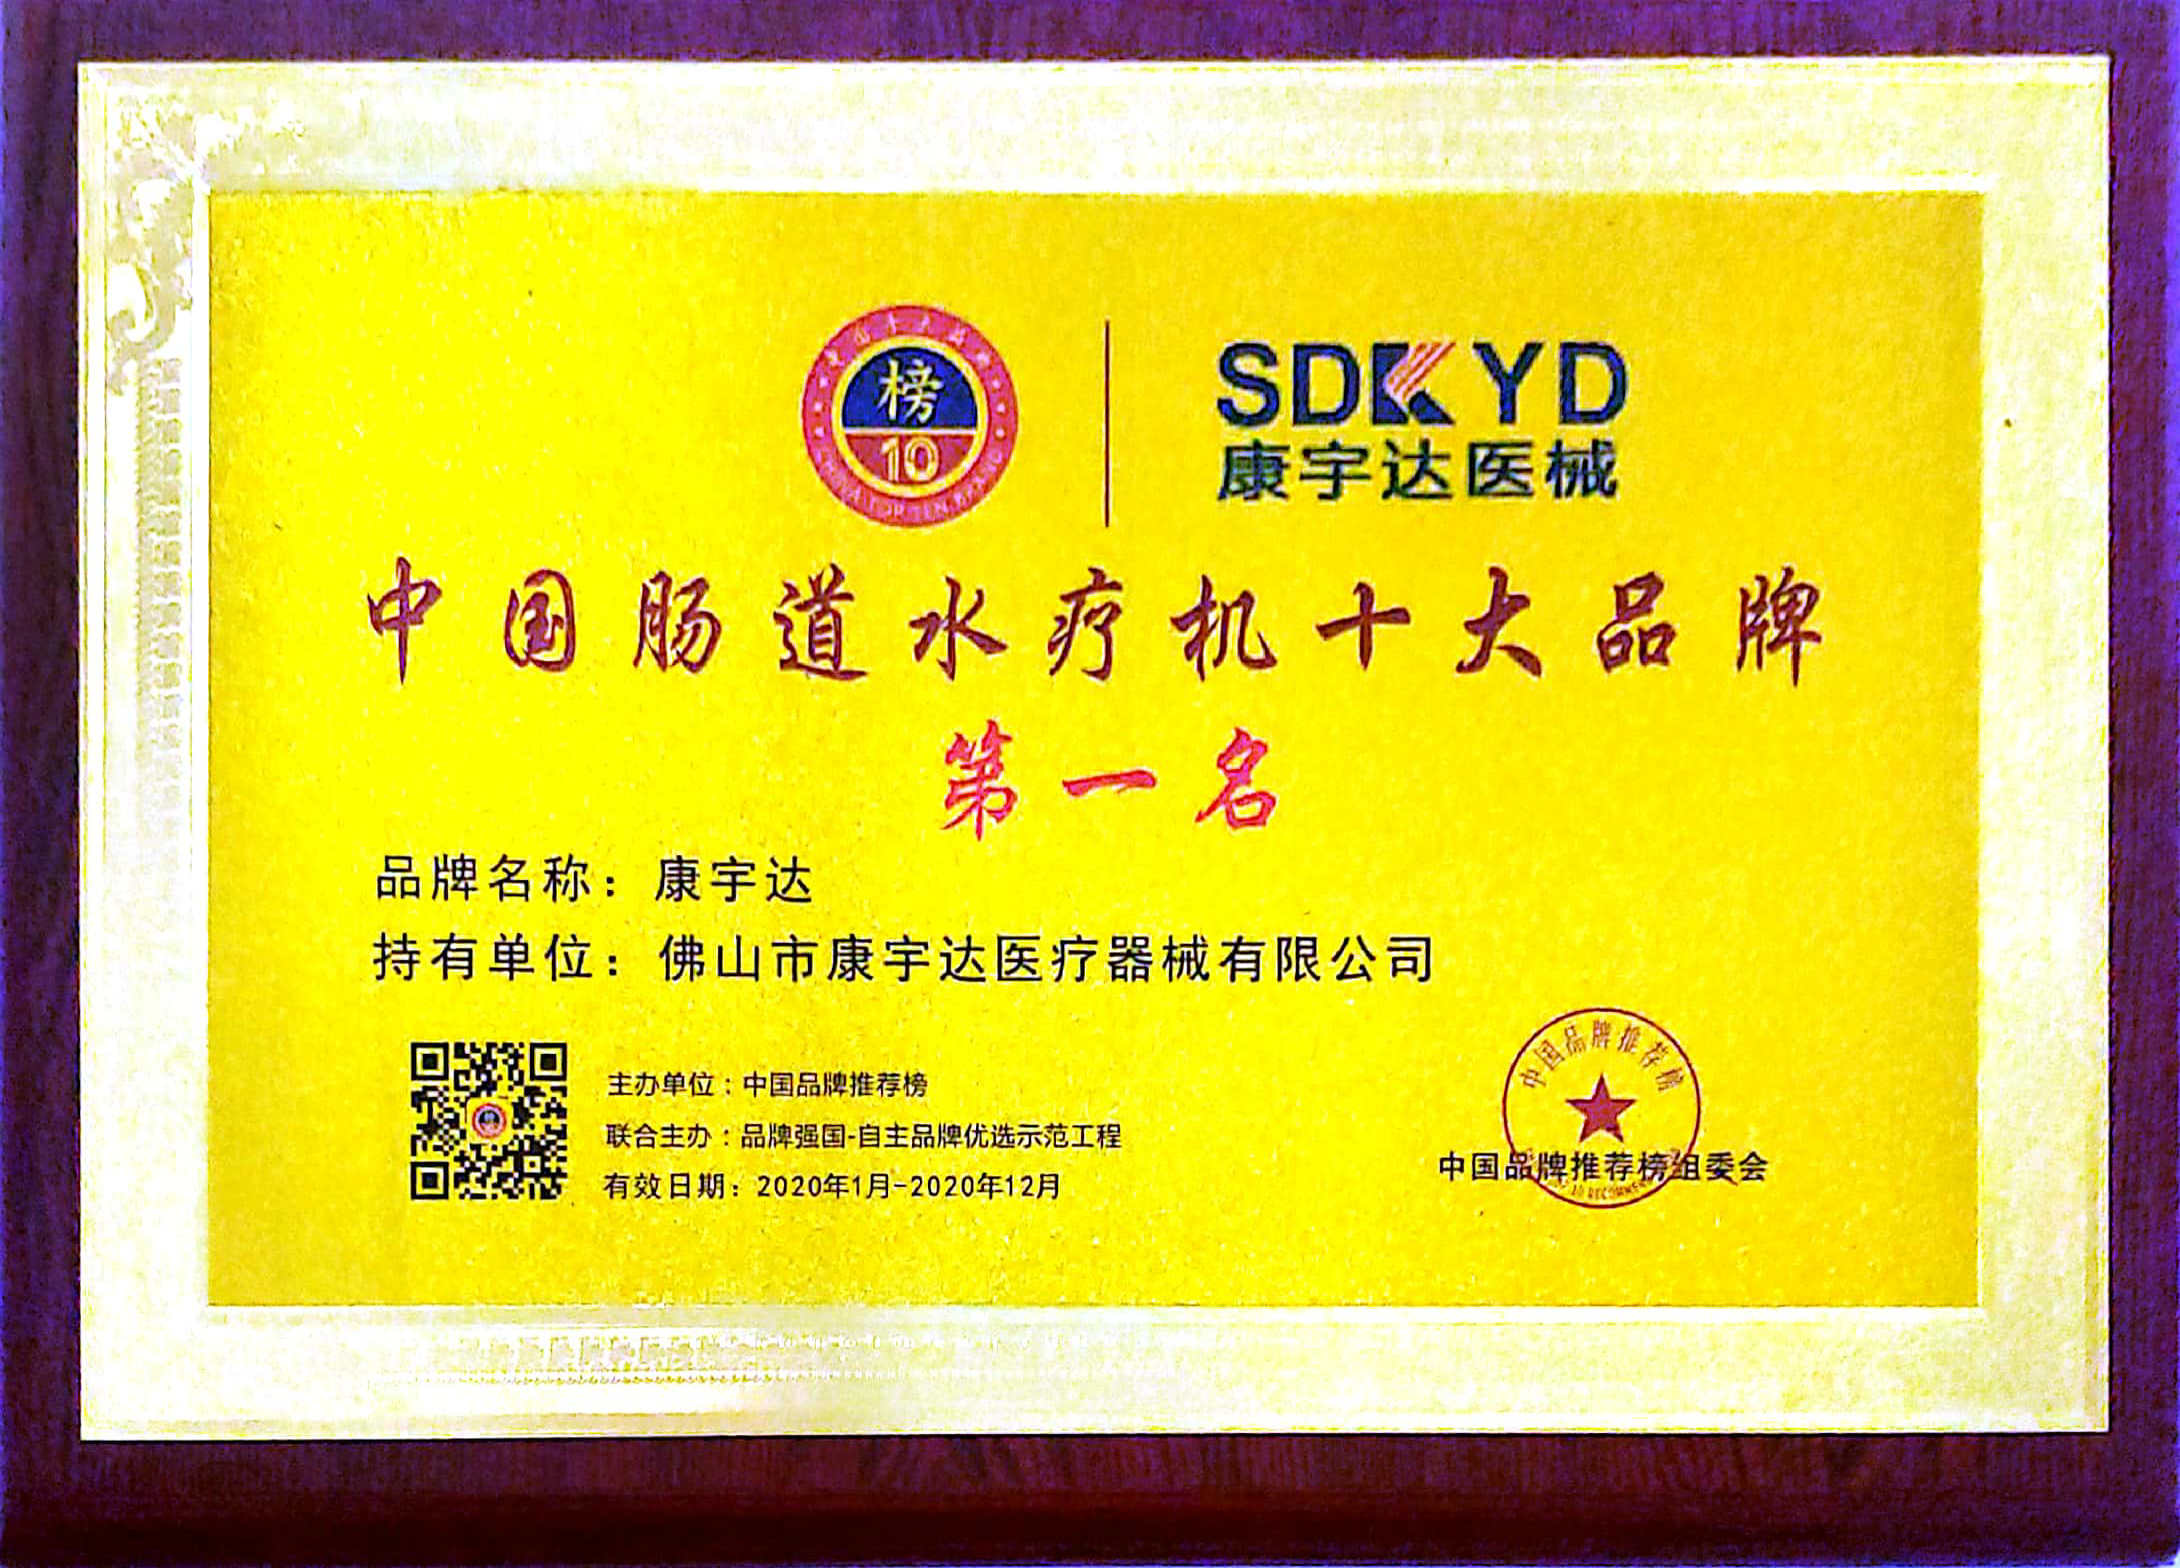 榜
10
SDKYD
康宇达医械
中国肠道水疗机十大品牌
第一名
品牌名称：康宇达
持有单位：佛山市康宇达医疗器械有限公司
主办单位：中国品牌推荐榜
联合主办：品牌强国-自主品牌优选示范工程
有效日期：2020年1月-2020年12月
中国品牌推荐榜
中国品牌推荐榜组委会